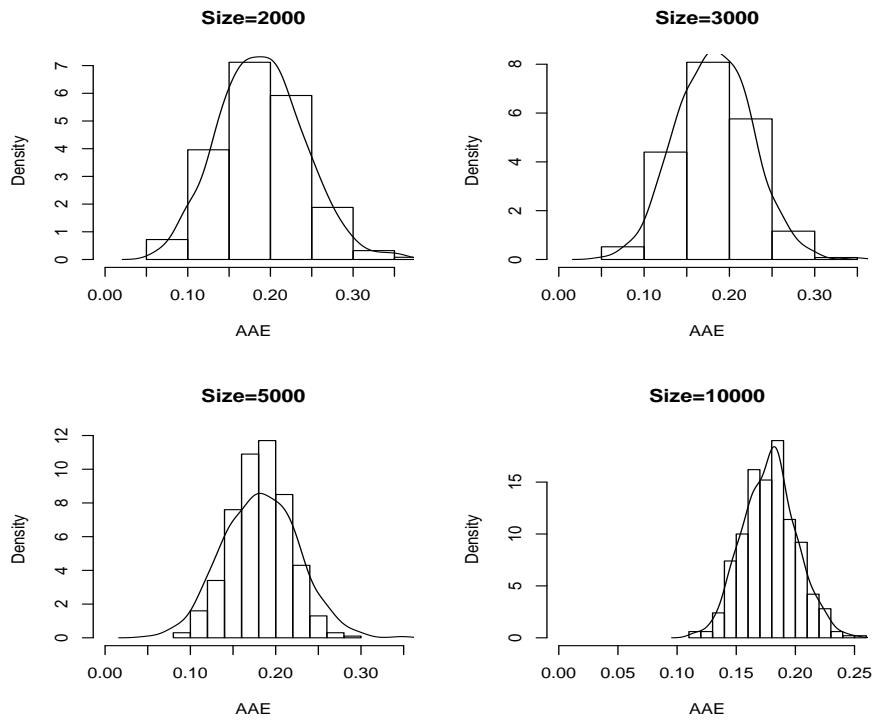 Size=2000
Density
0 1 2 3 4 5 6 7
0.00 0.10 0.20 0.30
AAE
Size=3000
Density
0 2 4 6 8
0.00 0.10 0.20 0.30
AAE
Size=5000
Density
0 2 4 6 8 10 12
0.00 0.10 0.20 0.30
AAE
Size=10000
Density
0 5 10 15
0.00 0.05 0.10 0.15 0.20 0.25
AAE